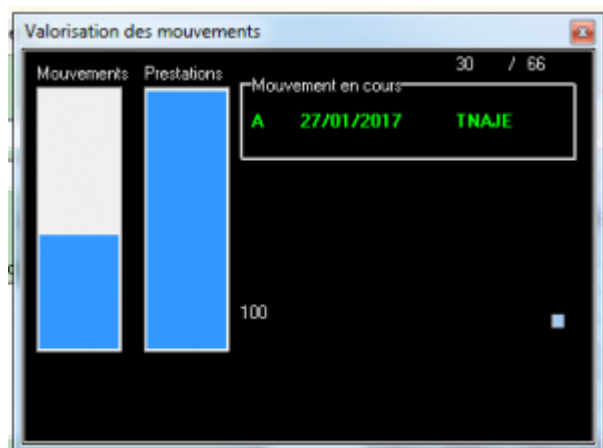 Valorisation des mouvements
Mouvements Prestations 30 / 66
Mouvement en cours
A 27/01/2017 TNAJE
100